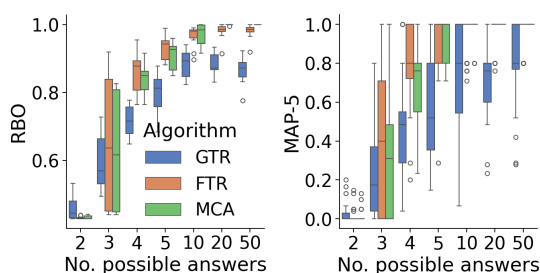 RBO
1.0
0.8
0.6
Algorithm
GTR
FTR
MCA
2 3 4 5 10 20 50
No. possible answers
MAP-5
1.0
0.8
0.6
0.4
0.2
0.0
2 3 4 5 10 20 50
No. possible answers